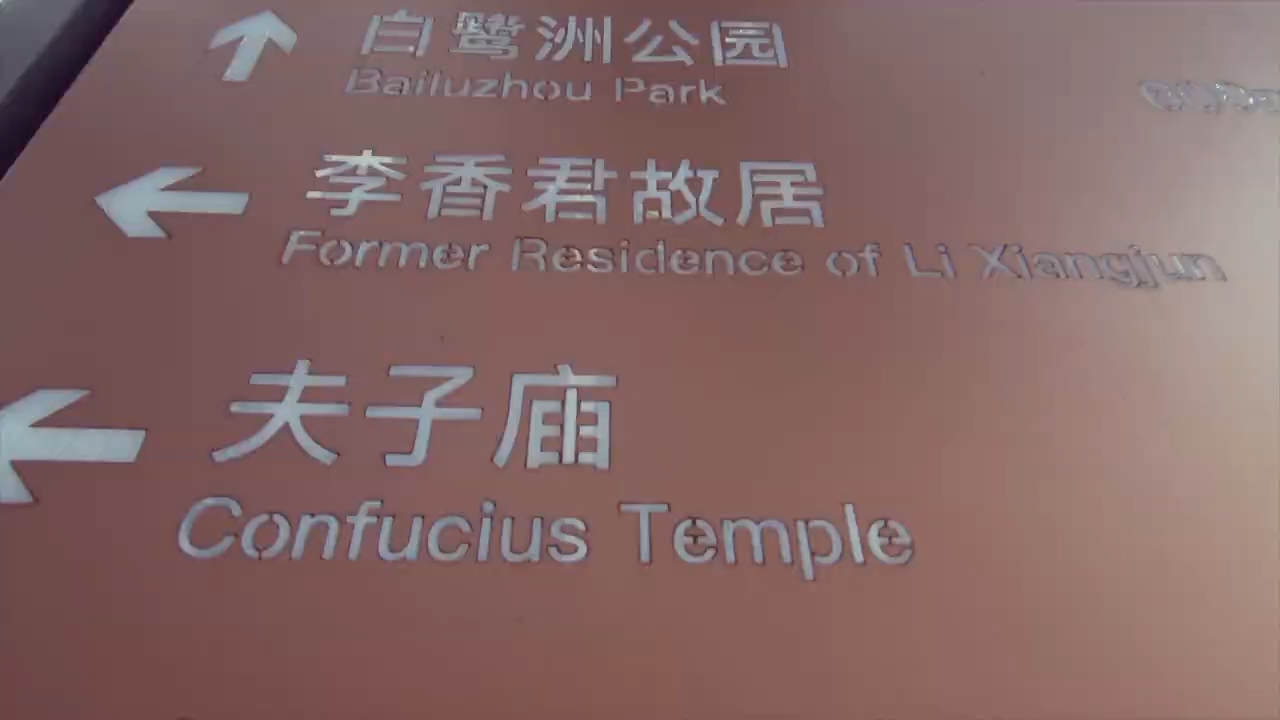 白鹭洲公园
Bailuzhou Park
李香君故居
Former Residence of Li Xiangjun
夫子庙
Confucius Temple